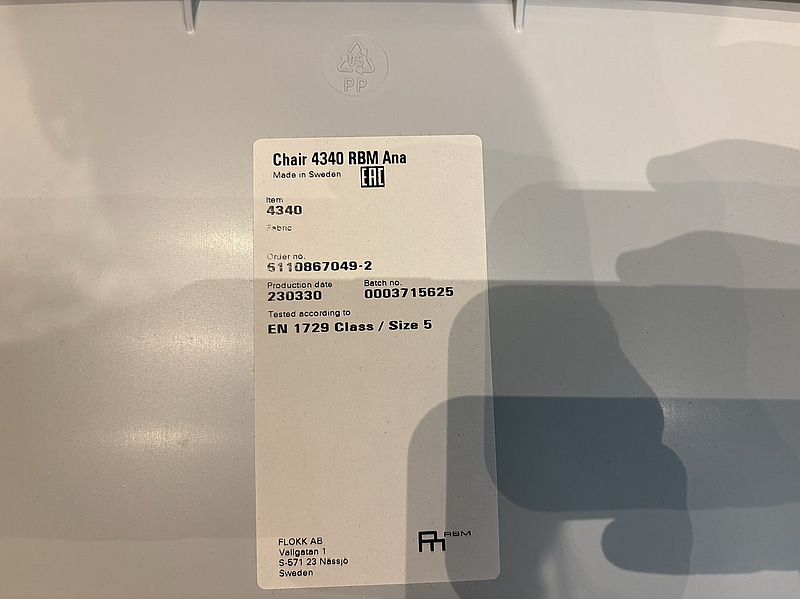 05
PP
Chair 4340 RBM Ana
Made in Sweden EAC
Item
4340
Fabric
Order no.
6110867049-2
Production date Batch no.
230330 0003715625
Tested according to
EN 1729 Class / Size 5
FLOKK AB
Vallgatan 1
S-571 23 Nässjö
Sweden
RBM